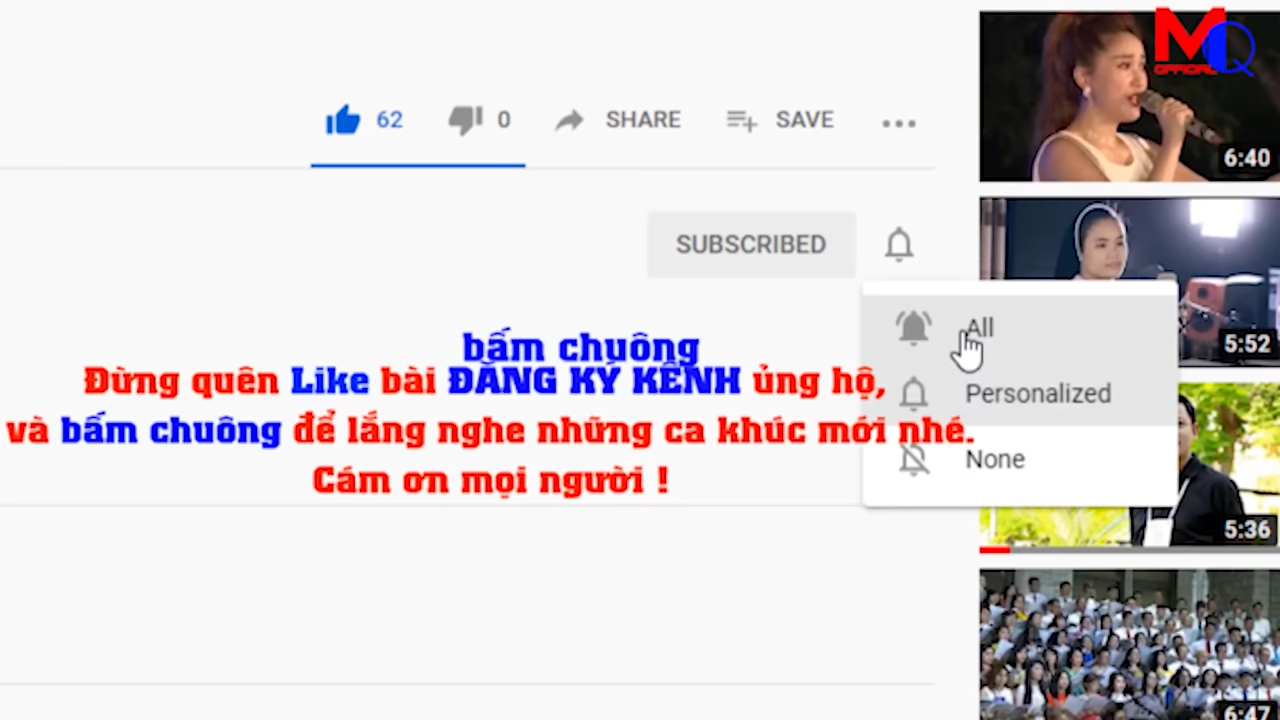 MQ
OFFICIAL
6:40
62 0 SHARE SAVE
SUBSCRIBED
5:52
All
Personalized
None
bấm chuông
Đừng quên Like bài ĐĂNG KÝ KÊNH ủng hộ,
và bấm chuông để lắng nghe những ca khúc mới nhé.
Cám ơn mọi người !
5:36
6:47